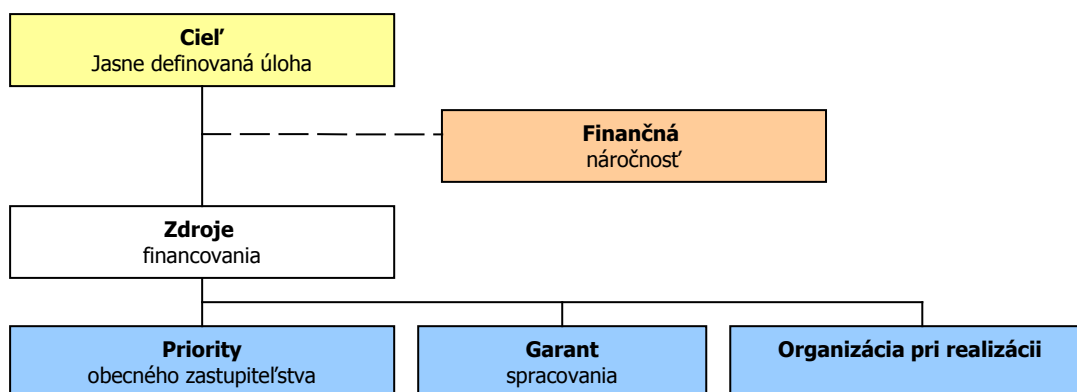 Cieľ
Jasne definovaná úloha
Finančná
náročnosť
Zdroje
financovania
Priority
obecného zastupiteľstva
Garant
spracovania
Organizácia pri realizácii